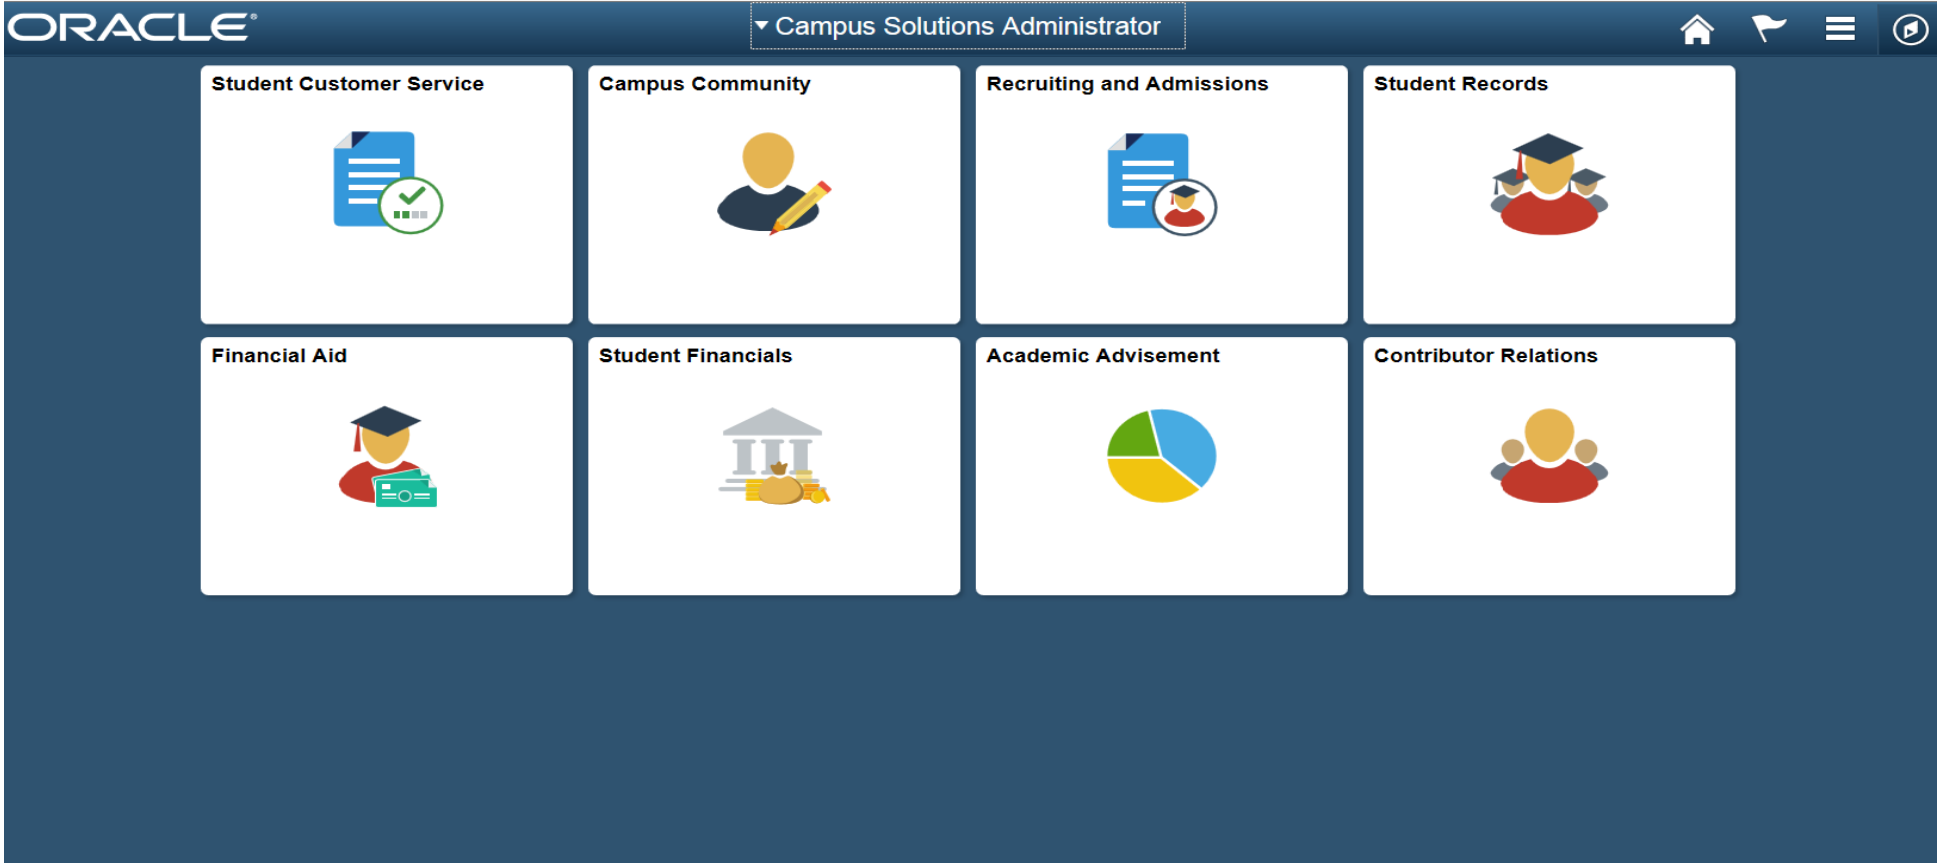 ORACLE®
Campus Solutions Administrator
Student Customer Service
Campus Community
Recruiting and Admissions
Student Records
Financial Aid
Student Financials
Academic Advisement
Contributor Relations